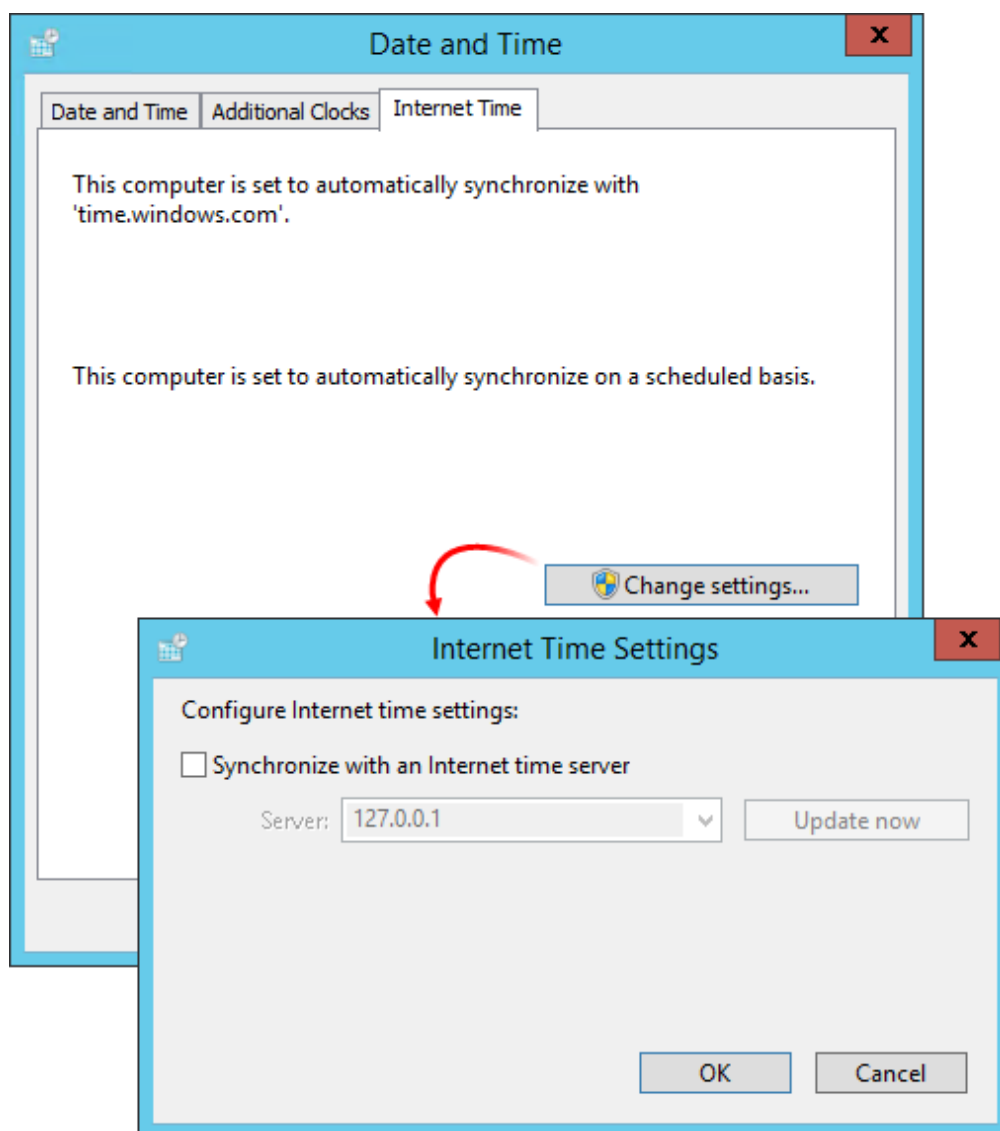 Date and Time
x
Date and Time Additional Clocks Internet Time
This computer is set to automatically synchronize with
'time.windows.com'.
This computer is set to automatically synchronize on a scheduled basis.
Change settings...
Internet Time Settings
x
Configure Internet time settings:
Synchronize with an Internet time server
Server: 127.0.0.1 Update now
OK Cancel